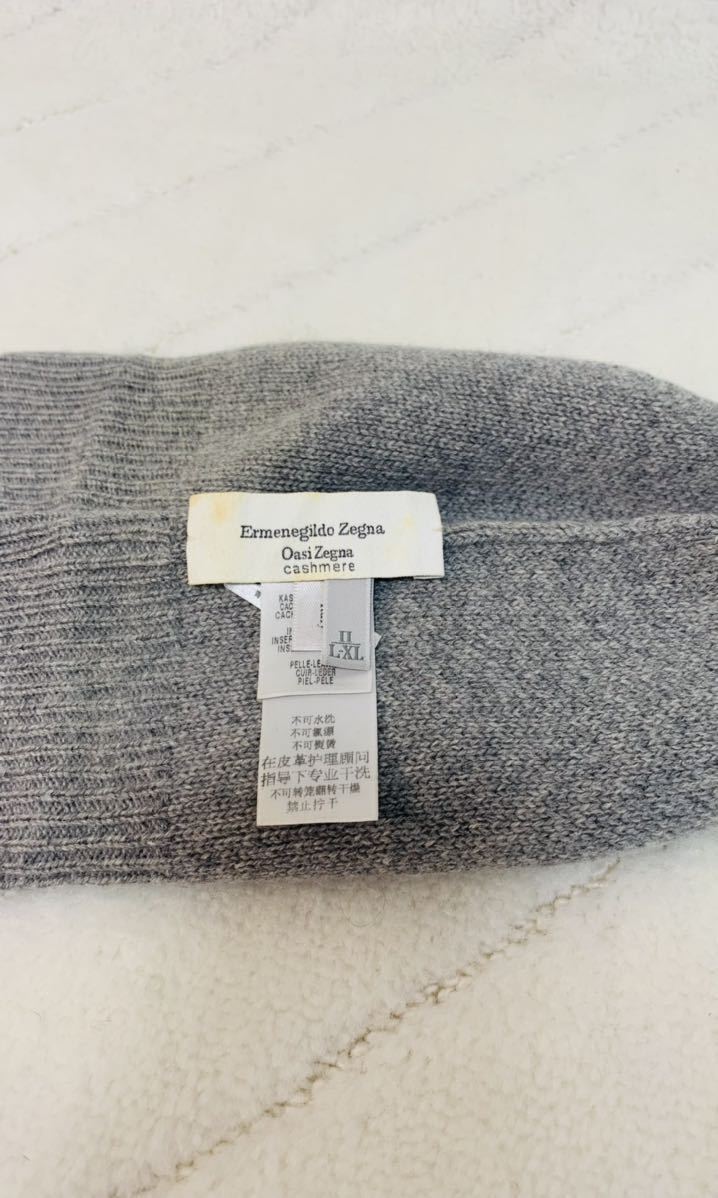 Ermenegildo Zegna
Oasi Zegna
cashmere
II
L-XL
PIEL-PELE
CUIR-LEDER
不可水洗
不可氯漂
不可熨烫
在皮革护理顾问
指导下专业干洗
不可转笼翻转干燥
禁止拧干